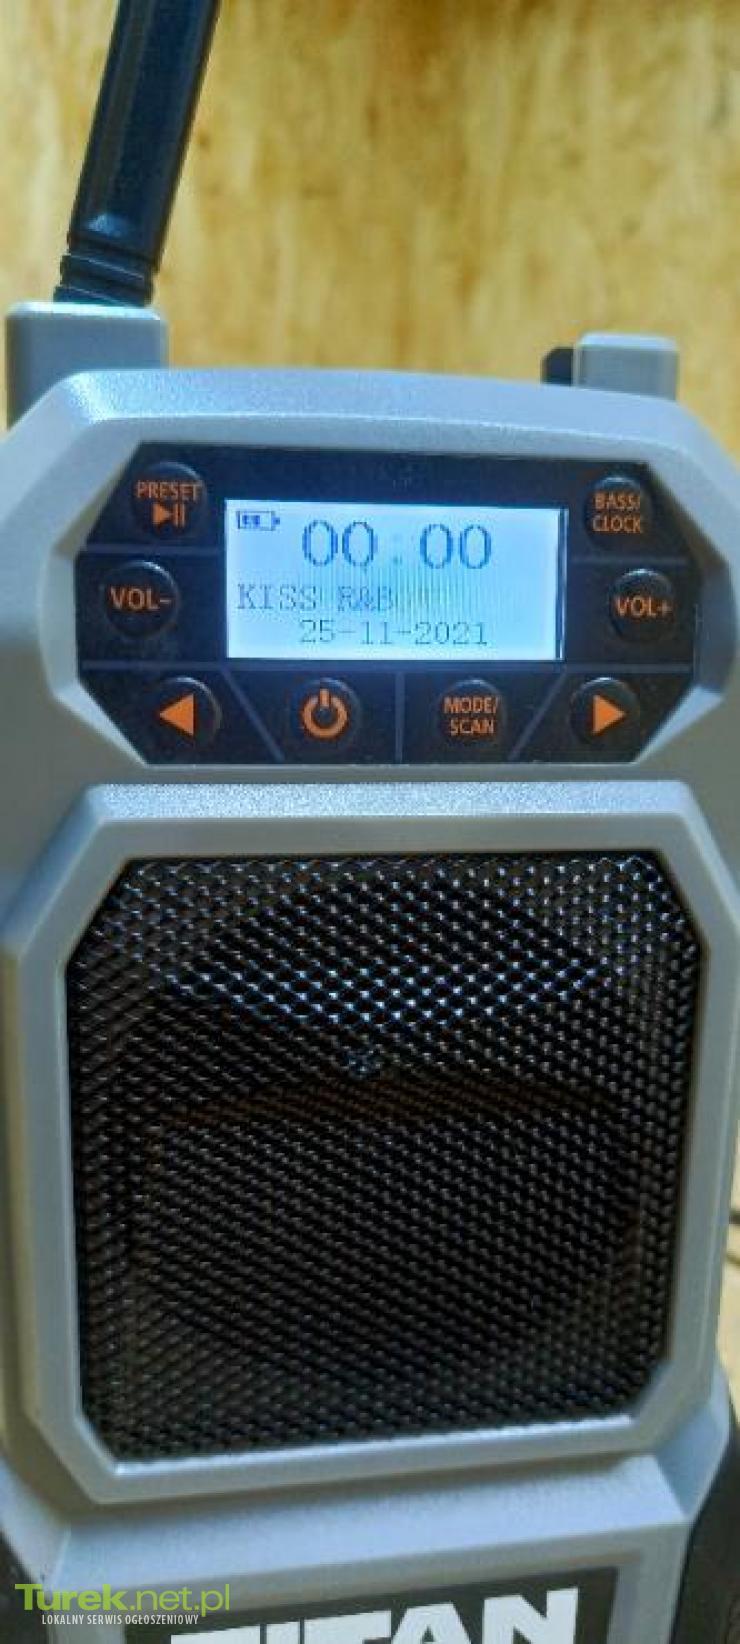 PRESET
BASS/
CLOCK
00:00
VOL-
KISS R&B
VOL+
25-11-2021
MODE/
SCAN
Turek.net.pl
LOKALNY SERWIS OGŁOSZENIOWY
TITAN